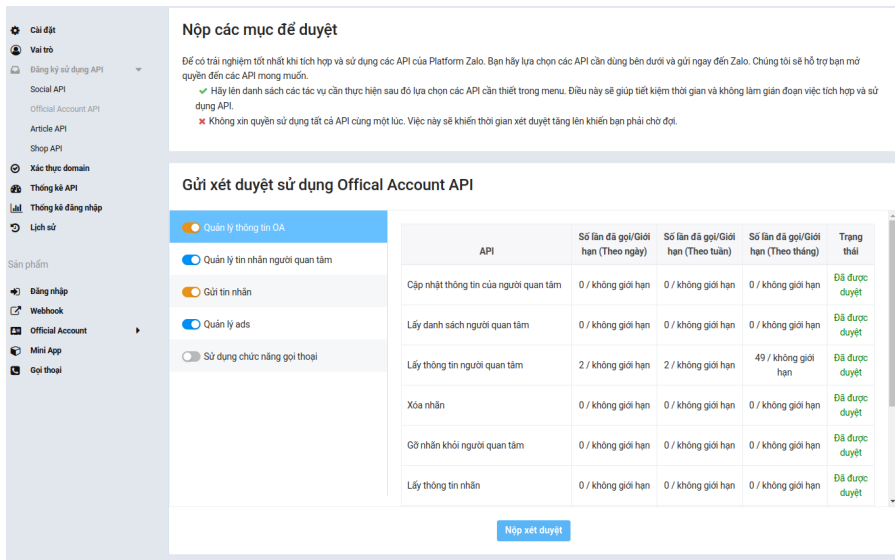 Cài đặt
Vai trò
Đăng ký sử dụng API
Social API
Official Account API
Article API
Shop API
Xác thực domain
Thống kê API
Thống kê đăng nhập
Lịch sử
Sản phẩm
Đăng nhập
Webhook
Official Account
Mini App
Gọi thoại
Nộp các mục để duyệt
Để có trải nghiệm tốt nhất khi tích hợp và sử dụng các API của Platform Zalo. Bạn hãy lựa chọn các API cần dùng bên dưới và gửi ngay đến Zalo. Chúng tôi sẽ hỗ trợ bạn mở
quyền đến các API mong muốn.
Hãy lên danh sách các tác vụ cần thực hiện sau đó lựa chọn các API cần thiết trong menu. Điều này sẽ giúp tiết kiệm thời gian và không làm gián đoạn việc tích hợp và sử
dụng API.
Không xin quyền sử dụng tất cả API cùng một lúc. Việc này sẽ khiến thời gian xét duyệt tăng lên khiến bạn phải chờ đợi.
Gửi xét duyệt sử dụng Offical Account API
Quản lý thông tin OA
Quản lý tin nhắn người quan tâm
Gửi tin nhắn
Quản lý ads
Sử dụng chức năng gọi thoại
API
Số lần đã gọi/Giới
hạn (Theo ngày)
Số lần đã gọi/Giới
hạn (Theo tuần)
Số lần đã gọi/Giới
hạn (Theo tháng)
Trạng
thái
Cập nhật thông tin của người quan tâm
0 / không giới hạn
0 / không giới hạn
0 / không giới hạn
Đã được
duyệt
Lấy danh sách người quan tâm
0 / không giới hạn
0 / không giới hạn
0 / không giới hạn
Đã được
duyệt
Lấy thông tin người quan tâm
2 / không giới hạn
2 / không giới hạn
49 / không giới
hạn
Đã được
duyệt
Xóa nhãn
0 / không giới hạn
0 / không giới hạn
0 / không giới hạn
Đã được
duyệt
Gỡ nhãn khỏi người quan tâm
0 / không giới hạn
0 / không giới hạn
0 / không giới hạn
Đã được
duyệt
Lấy thông tin nhãn
0 / không giới hạn
0 / không giới hạn
0 / không giới hạn
Đã được
duyệt
Nộp xét duyệt